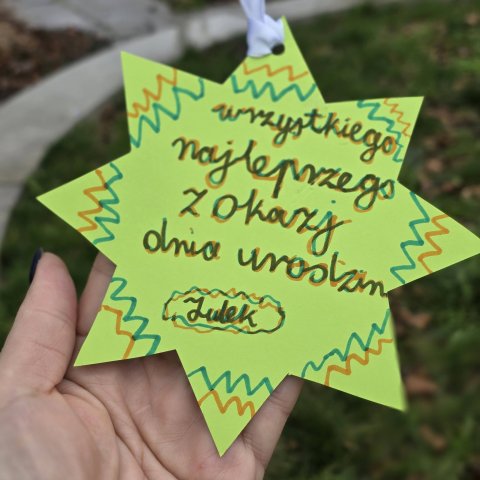 wszystkiego
najlepszego
z okazji
dnia urodzin
Julek